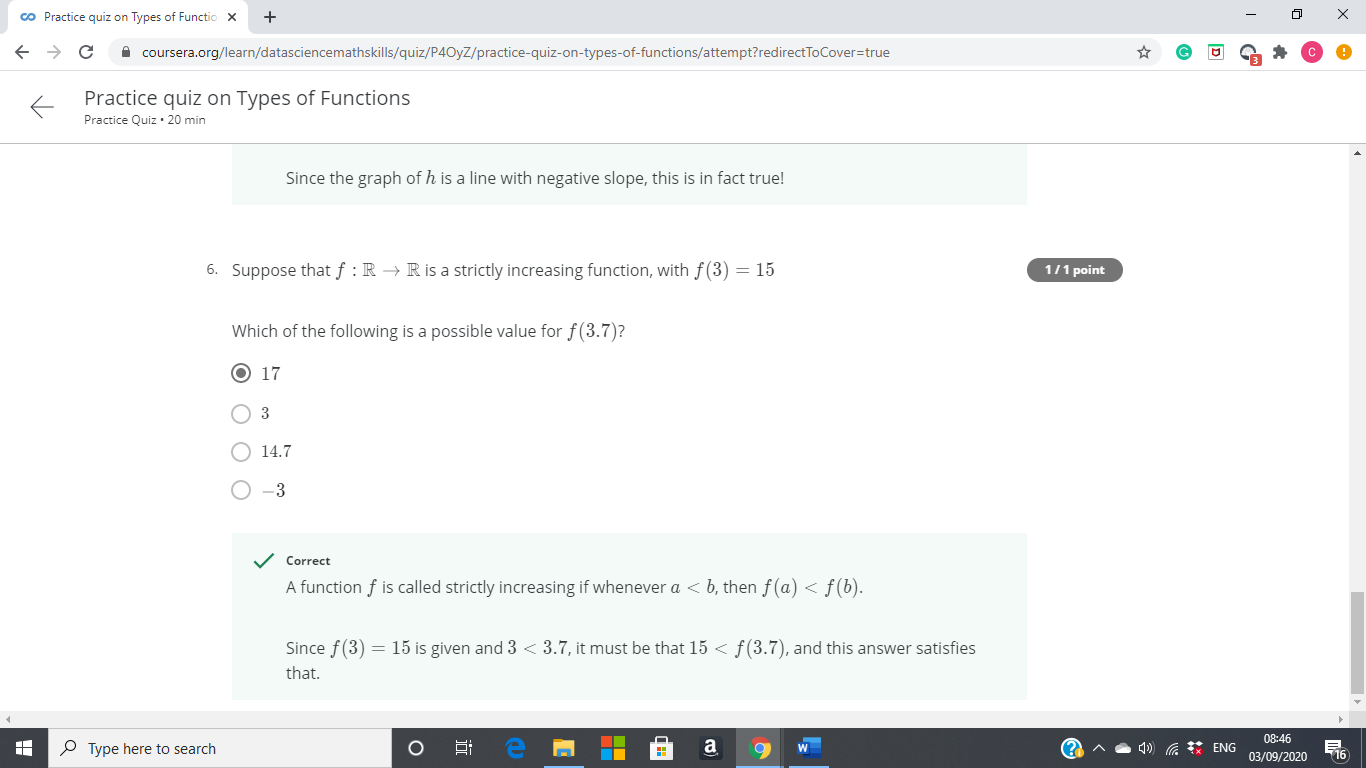 Practice quiz on Types of Functio
coursera.org/learn/datasciencemathskills/quiz/P4OyZ/practice-quiz-on-types-of-functions/attempt?redirectToCover=true
G
3
C
Practice quiz on Types of Functions
Practice Quiz • 20 min
Since the graph of h is a line with negative slope, this is in fact true!
6. Suppose that f : ℝ → ℝ is a strictly increasing function, with f(3) = 15
1 / 1 point
Which of the following is a possible value for f(3.7)?
17
3
14.7
−3
Correct
A function f is called strictly increasing if whenever a < b, then f(a) < f(b).
Since f(3) = 15 is given and 3 < 3.7, it must be that 15 < f(3.7), and this answer satisfies
that.
Type here to search
a
W
ENG
08:46
03/09/2020
16